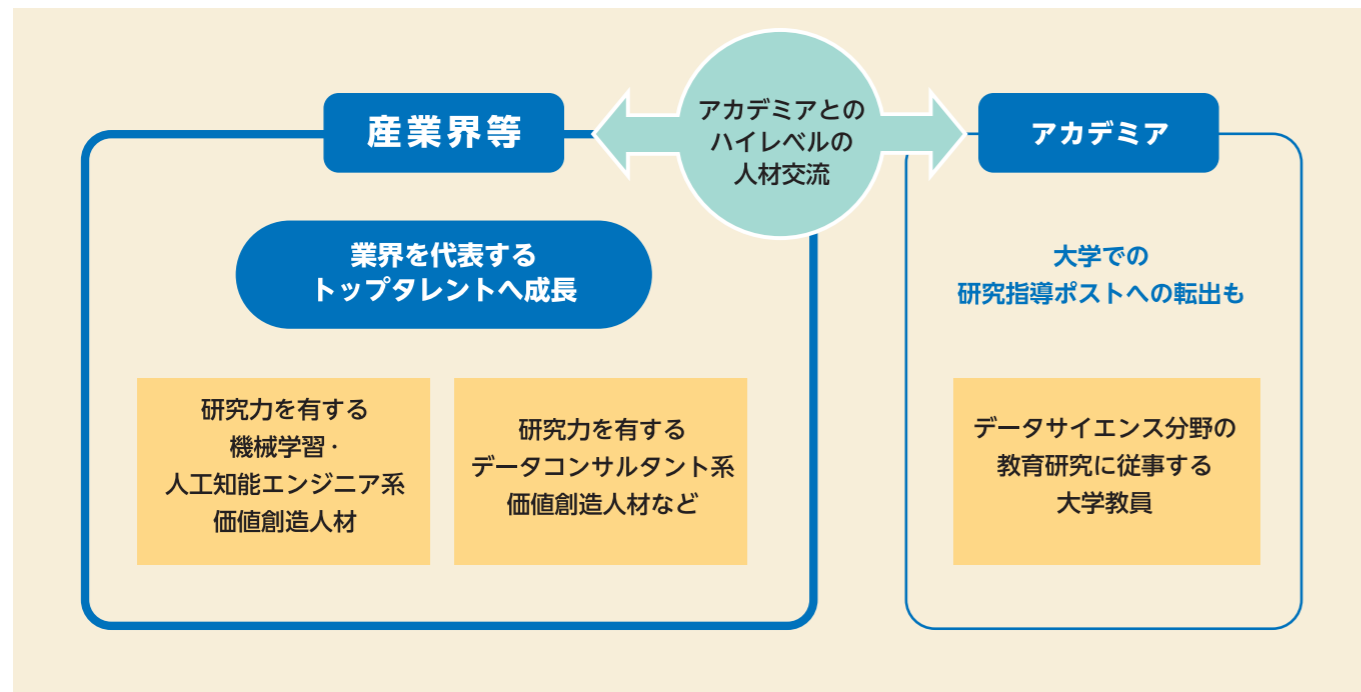 産業界等
アカデミアとの
ハイレベルの
人材交流
アカデミア
業界を代表する
トップタレントへ成長
大学での
研究指導ポストへの転出も
研究力を有する
機械学習・
人工知能エンジニア系
価値創造人材
研究力を有する
データコンサルタント系
価値創造人材など
データサイエンス分野の
教育研究に従事する
大学教員